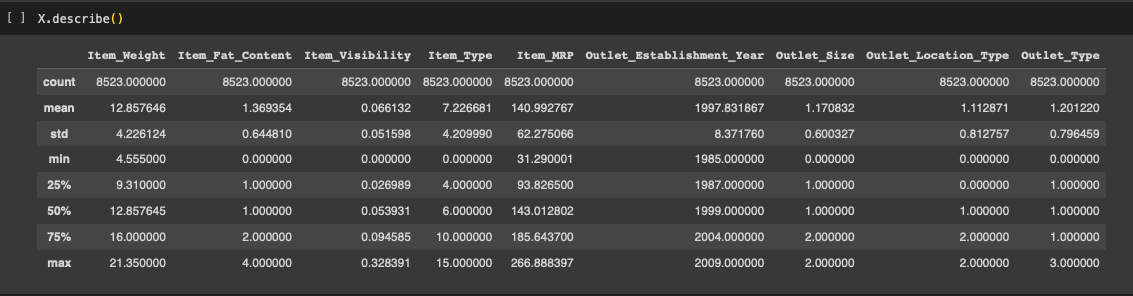 [ ] X.describe()
Item_Weight Item_Fat_Content Item_Visibility Item_Type Item_MRP Outlet_Establishment_Year Outlet_Size Outlet_Location_Type Outlet_Type
count 8523.000000 8523.000000 8523.000000 8523.000000 8523.000000 8523.000000 8523.000000 8523.000000 8523.000000
mean 12.857646 1.369354 0.066132 7.226681 140.992767 1997.831867 1.170832 1.112871 1.201220
std 4.226124 0.644810 0.051598 4.209990 62.275066 8.371760 0.600327 0.812757 0.796459
min 4.555000 0.000000 0.000000 0.000000 31.290001 1985.000000 0.000000 0.000000 0.000000
25% 9.310000 1.000000 0.026989 4.000000 93.826500 1987.000000 1.000000 0.000000 1.000000
50% 12.857645 1.000000 0.053931 6.000000 143.012802 1999.000000 1.000000 1.000000 1.000000
75% 16.000000 2.000000 0.094585 10.000000 185.643700 2004.000000 2.000000 2.000000 1.000000
max 21.350000 4.000000 0.328391 15.000000 266.888397 2009.000000 2.000000 2.000000 3.000000